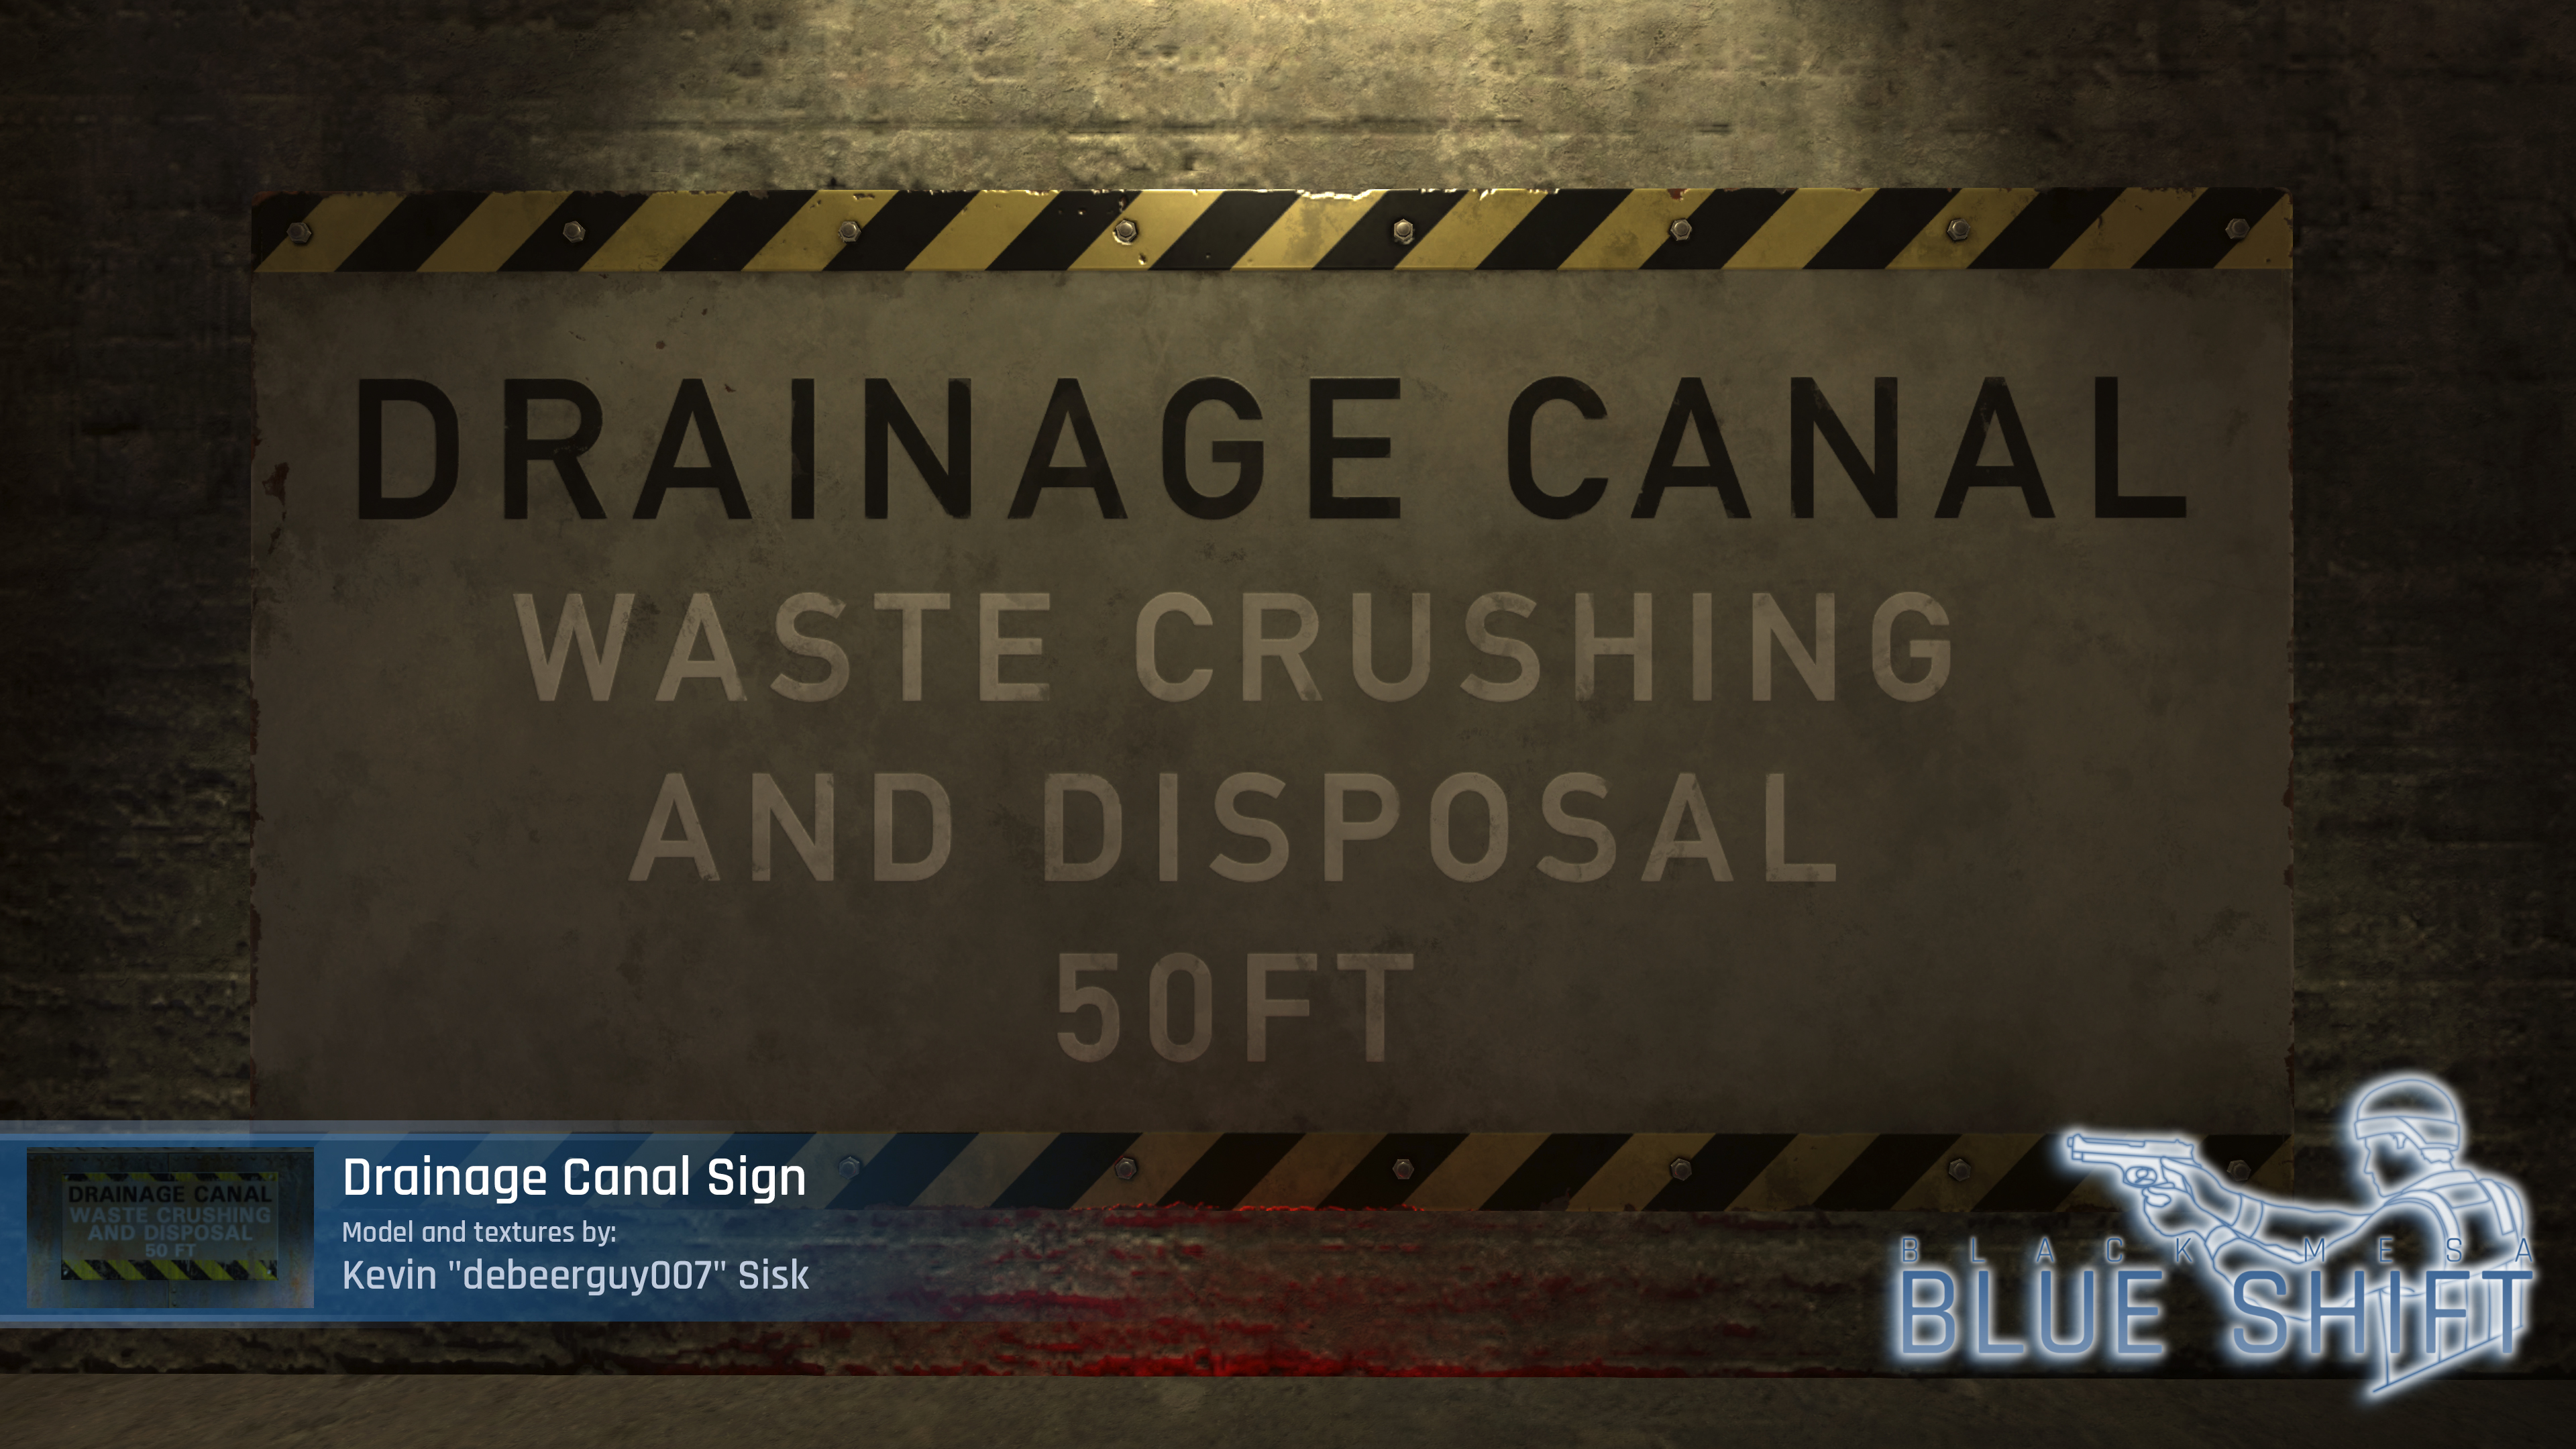 DRAINAGE CANAL
WASTE CRUSHING
AND DISPOSAL
50FT
DRAINAGE CANAL
WASTE CRUSHING
AND DISPOSAL
50 FT
Drainage Canal Sign
Model and textures by:
Kevin "debeerguy007" Sisk
BLACK MESA
BLUE SHIFT